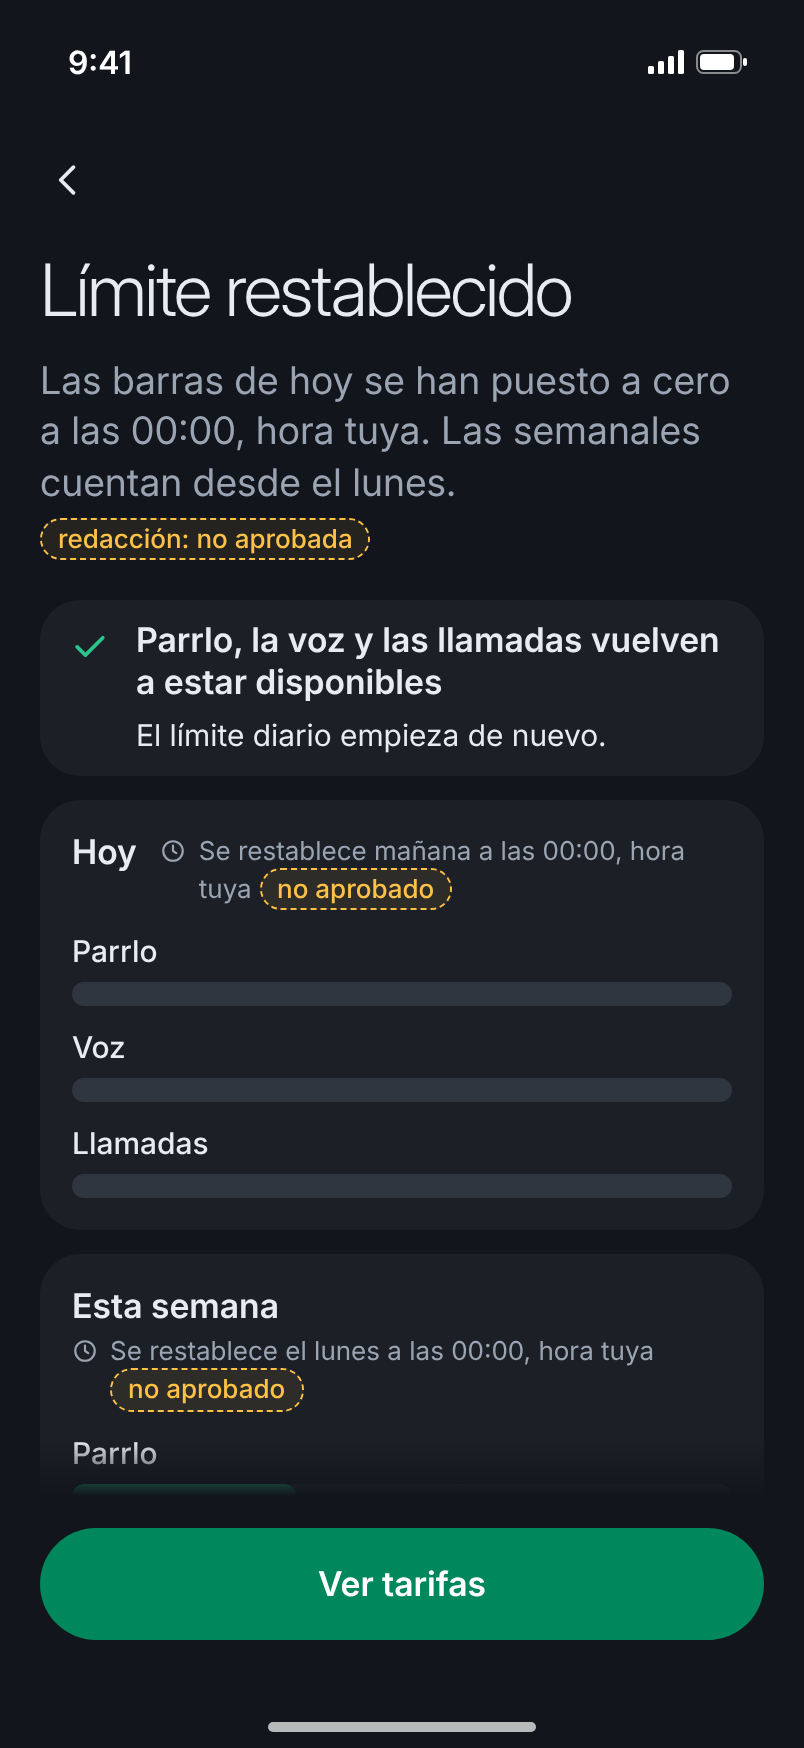 9:41
Límite restablecido
Las barras de hoy se han puesto a cero
a las 00:00, hora tuya. Las semanales
cuentan desde el lunes.
redacción: no aprobada
Parrlo, la voz y las llamadas vuelven
a estar disponibles
El límite diario empieza de nuevo.
Hoy Se restablece mañana a las 00:00, hora
tuya no aprobado
Parrlo
Voz
Llamadas
Esta semana
Se restablece el lunes a las 00:00, hora tuya
no aprobado
Parrlo
Ver tarifas